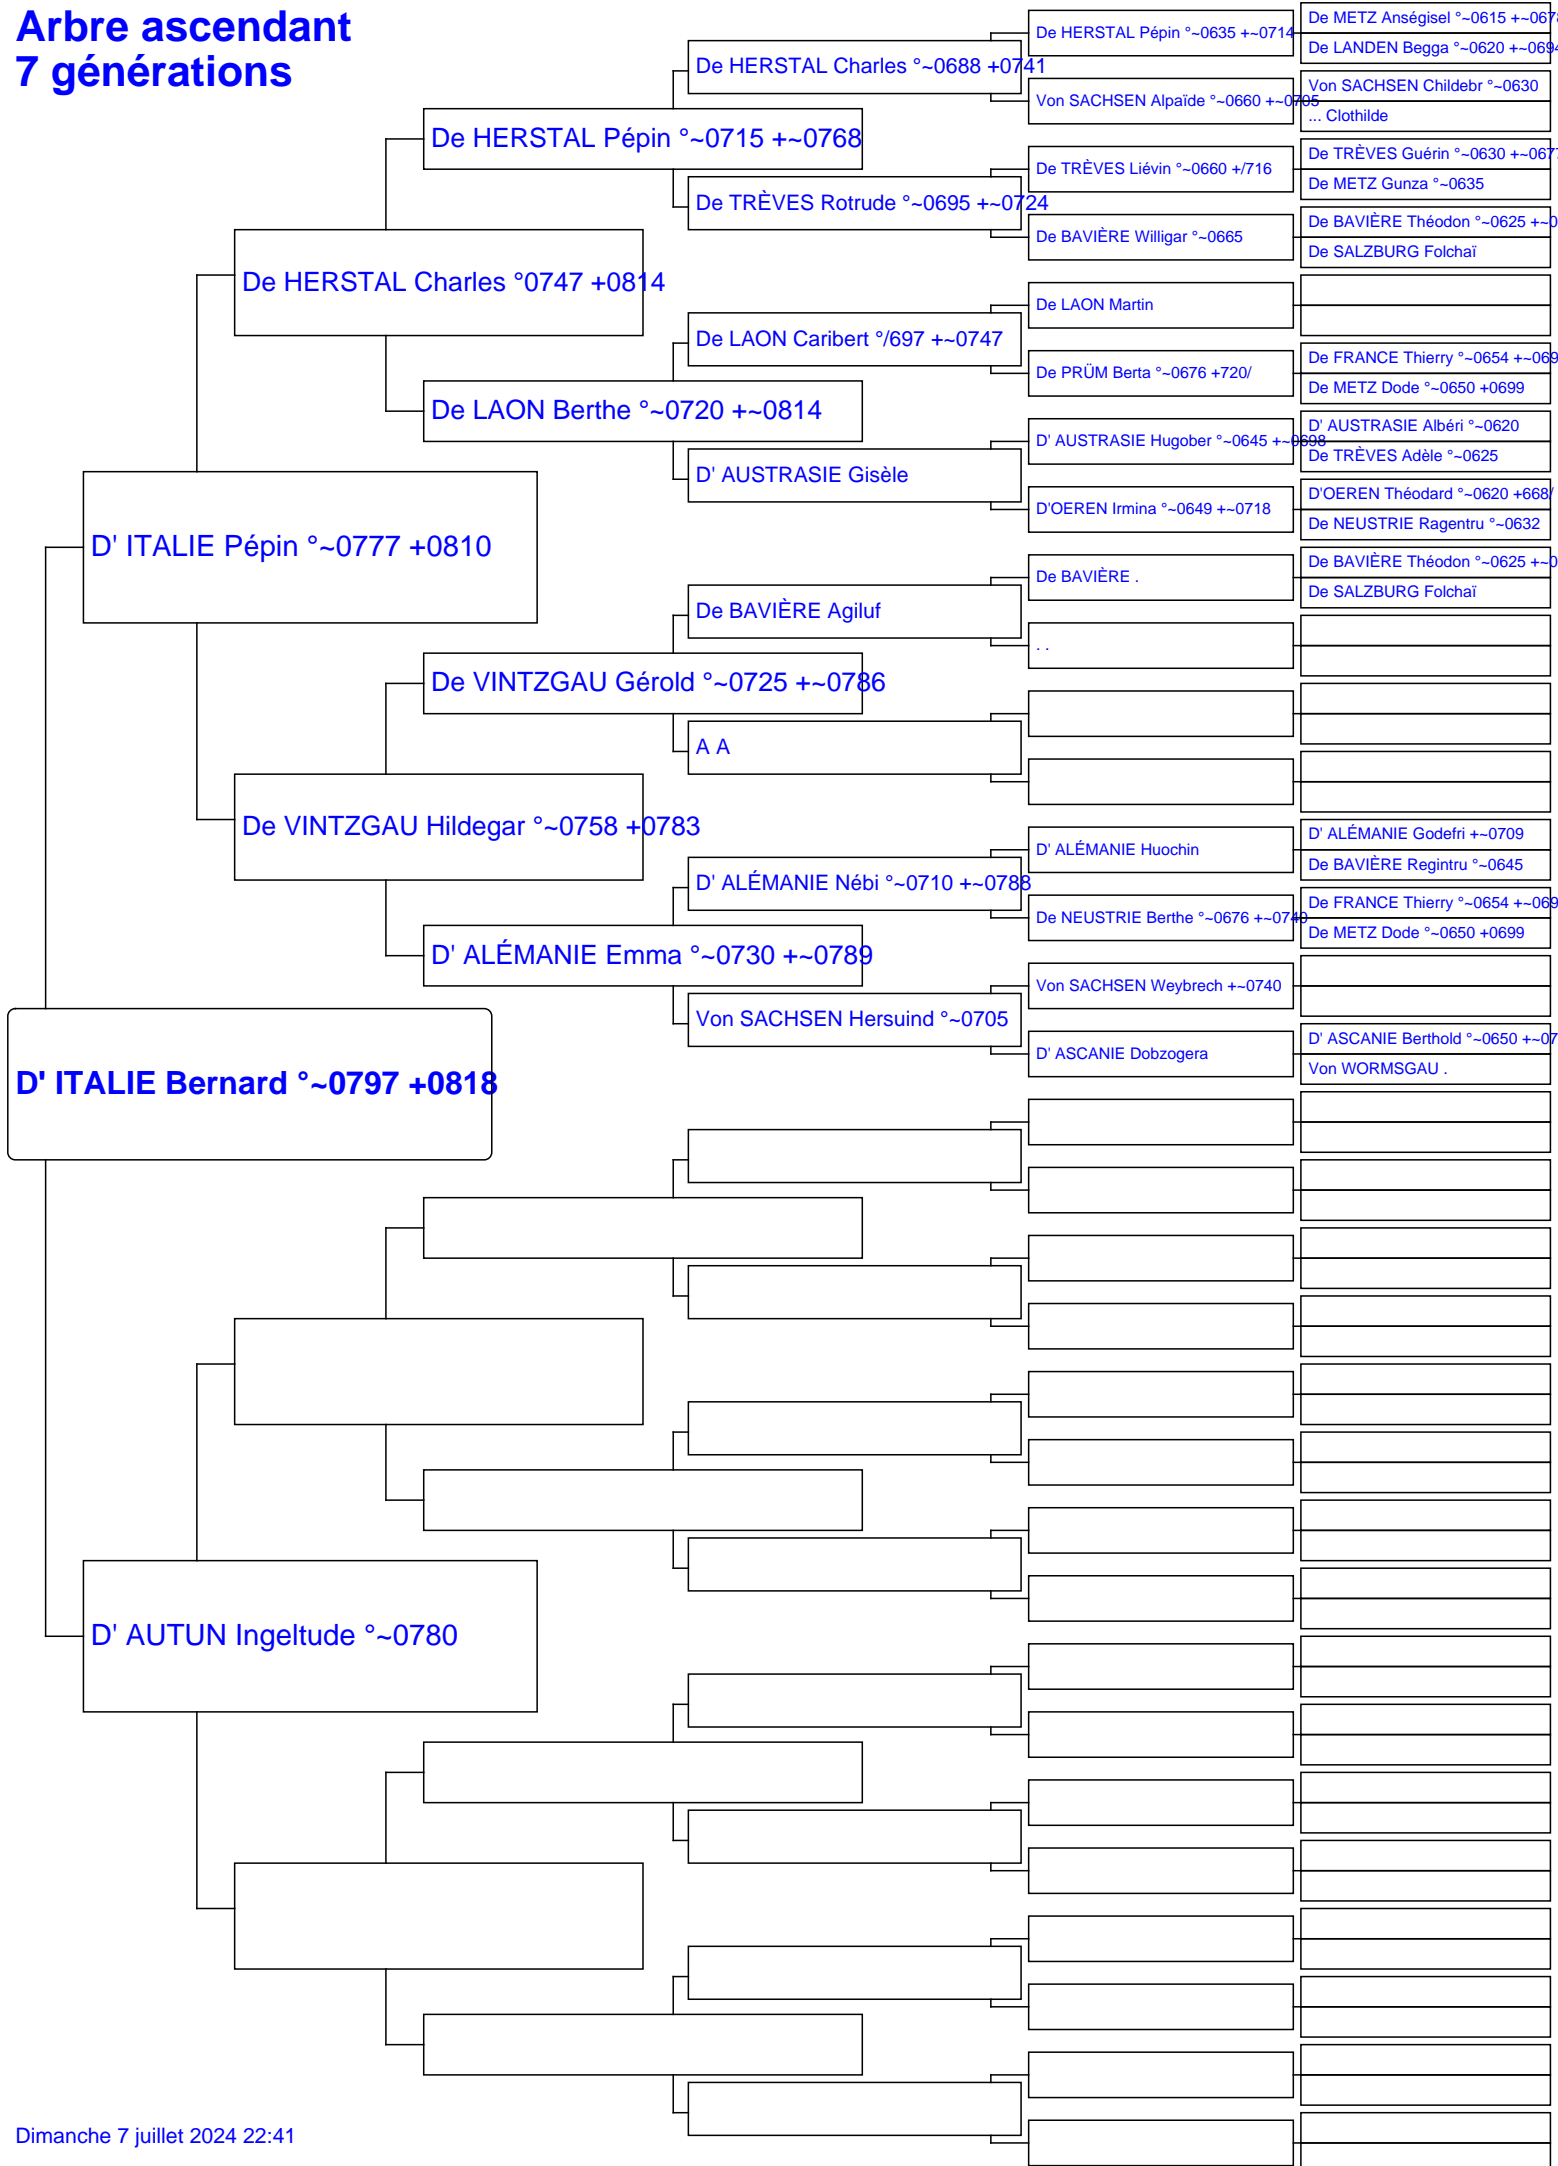 Arbre ascendant
7 générations
De METZ Anségisel °~0615 +~067
De HERSTAL Pépin °~0635 +~0714
De LANDEN Begga °~0620 +~0694
De HERSTAL Charles °~0688 +0741
Von SACHSEN Childebr °~0630
Von SACHSEN Alpaïde °~0660 +~0705
... Clothilde
De HERSTAL Pépin °~0715 +~0768
De TRÈVES Guérin °~0630 +~0677
De TRÈVES Liévin °~0660 +/716
De METZ Gunza °~0635
De TRÈVES Rotrude °~0695 +~0724
De BAVIÈRE Théodon °~0625 +~0
De BAVIÈRE Willigar °~0665
De SALZBURG Folchaï
De HERSTAL Charles °0747 +0814
De LAON Martin
De LAON Caribert °/697 +~0747
De FRANCE Thierry °~0654 +~069
De PRÜM Berta °~0676 +720/
De METZ Dode °~0650 +0699
De LAON Berthe °~0720 +~0814
D' AUSTRASIE Albéri °~0620
D' AUSTRASIE Hugober °~0645 +~0698
De TRÈVES Adèle °~0625
D' AUSTRASIE Gisèle
D'OEREN Théodard °~0620 +668/
D'OEREN Irmina °~0649 +~0718
De NEUSTRIE Ragentru °~0632
D' ITALIE Pépin °~0777 +0810
De BAVIÈRE Théodon °~0625 +~0
De BAVIÈRE .
De SALZBURG Folchaï
De BAVIÈRE Agiluf
. .
De VINTZGAU Gérold °~0725 +~0786
A A
De VINTZGAU Hildegar °~0758 +0783
D' ALÉMANIE Godefri +~0709
D' ALÉMANIE Huochin
De BAVIÈRE Regintru °~0645
D' ALÉMANIE Nébi °~0710 +~0788
De FRANCE Thierry °~0654 +~069
De NEUSTRIE Berthe °~0676 +~0740
De METZ Dode °~0650 +0699
D' ALÉMANIE Emma °~0730 +~0789
Von SACHSEN Weybrech +~0740
Von SACHSEN Hersuind °~0705
D' ASCANIE Berthold °~0650 +~07
D' ASCANIE Dobzogera
Von WORMSGAU .
D' ITALIE Bernard °~0797 +0818
D' AUTUN Ingeltude °~0780
Dimanche 7 juillet 2024 22:41